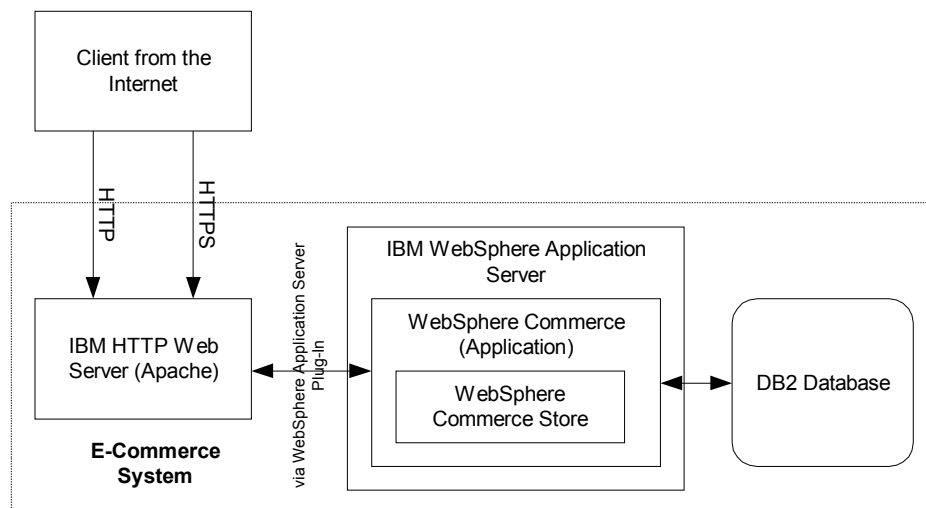 Client from the
Internet
HTTP
HTTPS
IBM HTTP Web
Server (Apache)
E-Commerce
System
via WebSphere Application Server
Plug-In
IBM WebSphere Application
Server
WebSphere Commerce
(Application)
WebSphere
Commerce Store
DB2 Database